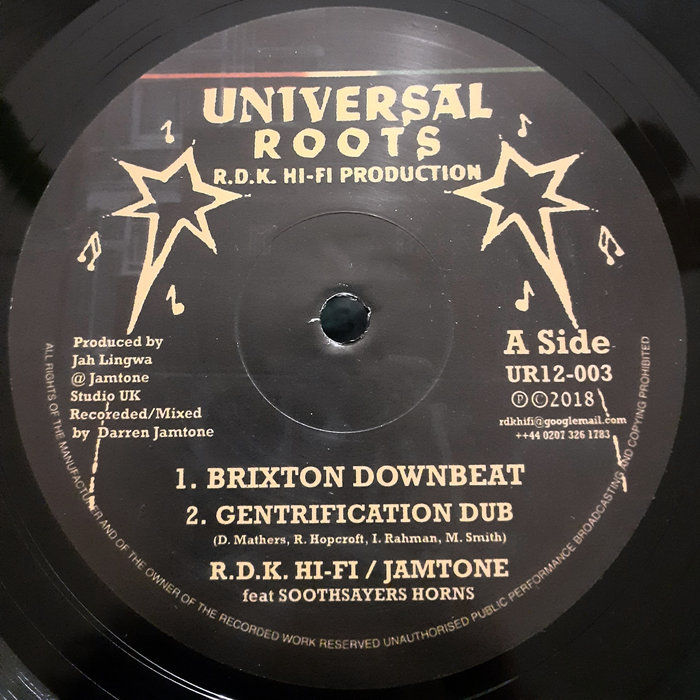 UNIVERSAL
ROOTS
R.D.K. HI-FI PRODUCTION
Produced by
Jah Lingwa
@ Jamtone
Studio UK
Recoreded/Mixed
by Darren Jamtone
A Side
UR12-003
Ⓟ©2018
rdkhifi@googlemail.com
++44 0207 326 1783
1. BRIXTON DOWNBEAT
2. GENTRIFICATION DUB
(D. Mathers, R. Hopcroft, I. Rahman, M. Smith)
R.D.K. HI-FI / JAMTONE
feat SOOTHSAYERS HORNS
ALL RIGHTS OF THE MANUFACTURER AND OF THE OWNER OF THE RECORDED WORK RESERVED UNAUTHORISED PUBLIC PERFORMANCE BROADCASTING AND COPYING PROHIBITED